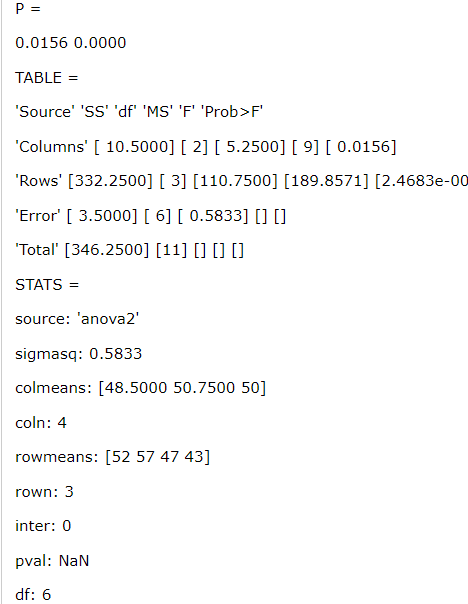 P =
0.0156 0.0000
TABLE =
'Source' 'SS' 'df' 'MS' 'F' 'Prob>F'
'Columns' [ 10.5000] [ 2] [ 5.2500] [ 9] [ 0.0156]
'Rows' [332.2500] [ 3] [110.7500] [189.8571] [2.4683e-00
'Error' [ 3.5000] [ 6] [ 0.5833] [] []
'Total' [346.2500] [11] [] [] []
STATS =
source: 'anova2'
sigmasq: 0.5833
colmeans: [48.5000 50.7500 50]
coln: 4
rowmeans: [52 57 47 43]
rown: 3
inter: 0
pval: NaN
df: 6